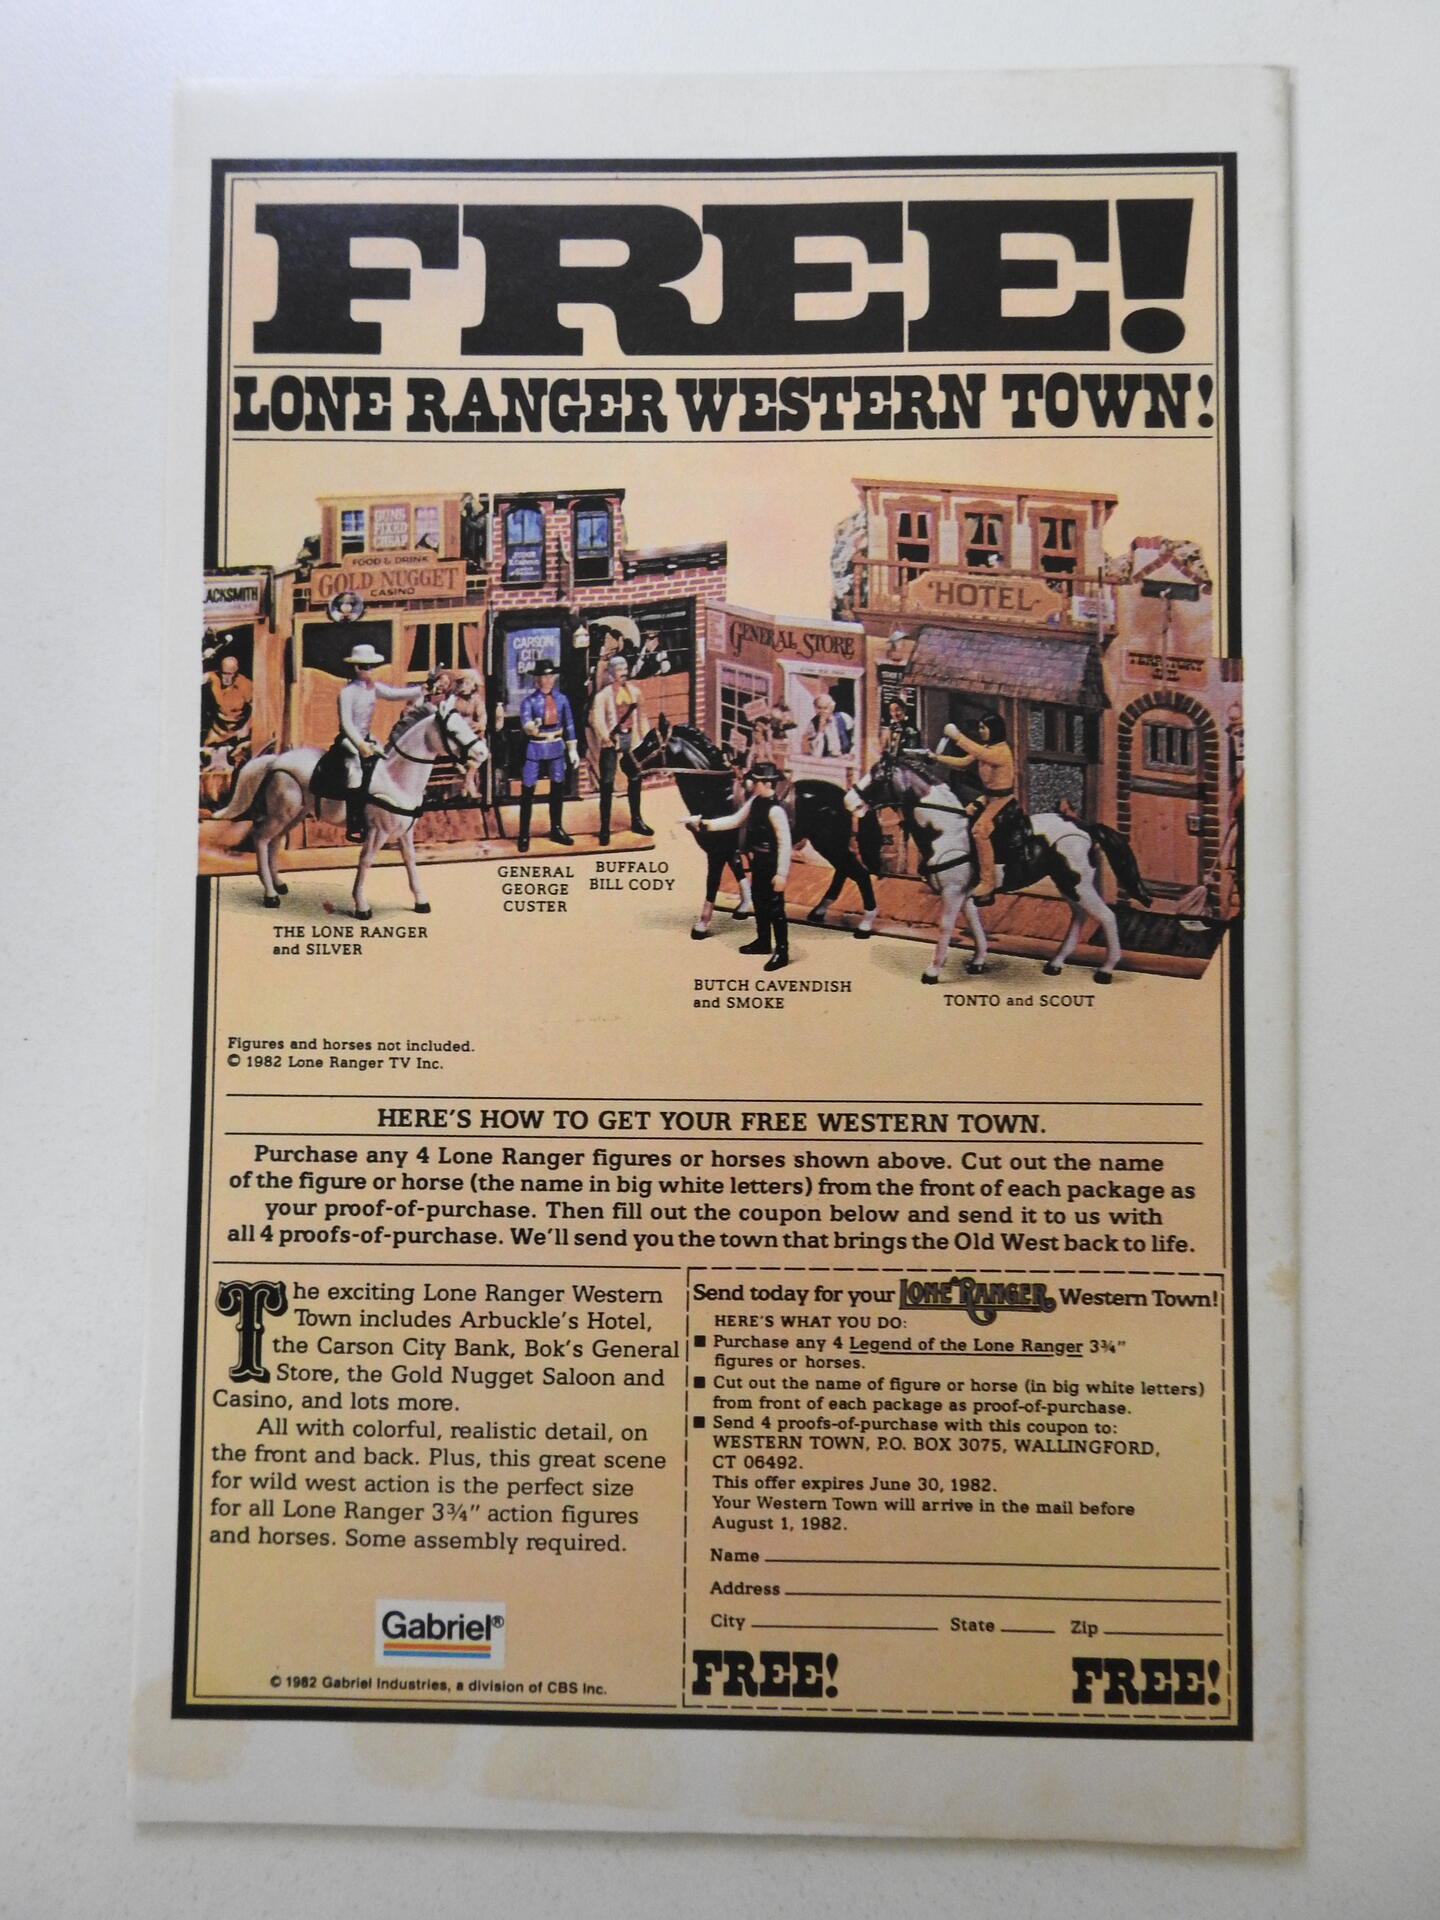 FREE!
LONE RANGER WESTERN TOWN!
GUNS
FIXED
CHEAP
FOOD & DRINK
GOLD NUGGET
CASINO
ACKSMITH
CARSON
CITY
BA
GENERAL STORE
HOTEL
THE LONE RANGER
and SILVER
GENERAL
GEORGE
CUSTER
BUFFALO
BILL CODY
BUTCH CAVENDISH
and SMOKE
TONTO and SCOUT
Figures and horses not included.
© 1982 Lone Ranger TV Inc.
HERE'S HOW TO GET YOUR FREE WESTERN TOWN.
Purchase any 4 Lone Ranger figures or horses shown above. Cut out the name
of the figure or horse (the name in big white letters) from the front of each package as
your proof-of-purchase. Then fill out the coupon below and send it to us with
all 4 proofs-of-purchase. We'll send you the town that brings the Old West back to life.
The exciting Lone Ranger Western
Town includes Arbuckle's Hotel,
the Carson City Bank, Bok's General
Store, the Gold Nugget Saloon and
Casino, and lots more.
All with colorful, realistic detail, on
the front and back. Plus, this great scene
for wild west action is the perfect size
for all Lone Ranger 3¾" action figures
and horses. Some assembly required.
Gabriel®
© 1982 Gabriel Industries, a division of CBS Inc.
Send today for your LONE RANGER Western Town!
HERE'S WHAT YOU DO:
■ Purchase any 4 Legend of the Lone Ranger 3¾"
figures or horses.
■ Cut out the name of figure or horse (in big white letters)
from front of each package as proof-of-purchase.
■ Send 4 proofs-of-purchase with this coupon to:
WESTERN TOWN, P.O. BOX 3075, WALLINGFORD,
CT 06492.
This offer expires June 30, 1982.
Your Western Town will arrive in the mail before
August 1, 1982.
Name
Address
City State Zip
FREE! FREE!